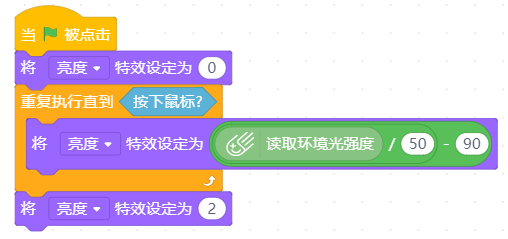 当 被点击
将 亮度 特效设定为 0
重复执行直到 按下鼠标?
将 亮度 特效设定为 读取环境光强度 / 50 - 90
将 亮度 特效设定为 2